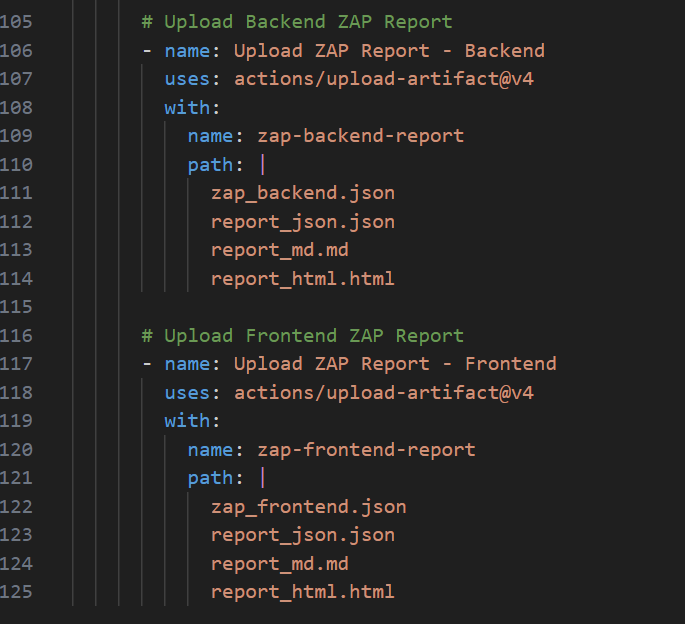 105 # Upload Backend ZAP Report
106 - name: Upload ZAP Report - Backend
107 uses: actions/upload-artifact@v4
108 with:
109 name: zap-backend-report
110 path: |
111 zap_backend.json
112 report_json.json
113 report_md.md
114 report_html.html
115
116 # Upload Frontend ZAP Report
117 - name: Upload ZAP Report - Frontend
118 uses: actions/upload-artifact@v4
119 with:
120 name: zap-frontend-report
121 path: |
122 zap_frontend.json
123 report_json.json
124 report_md.md
125 report_html.html